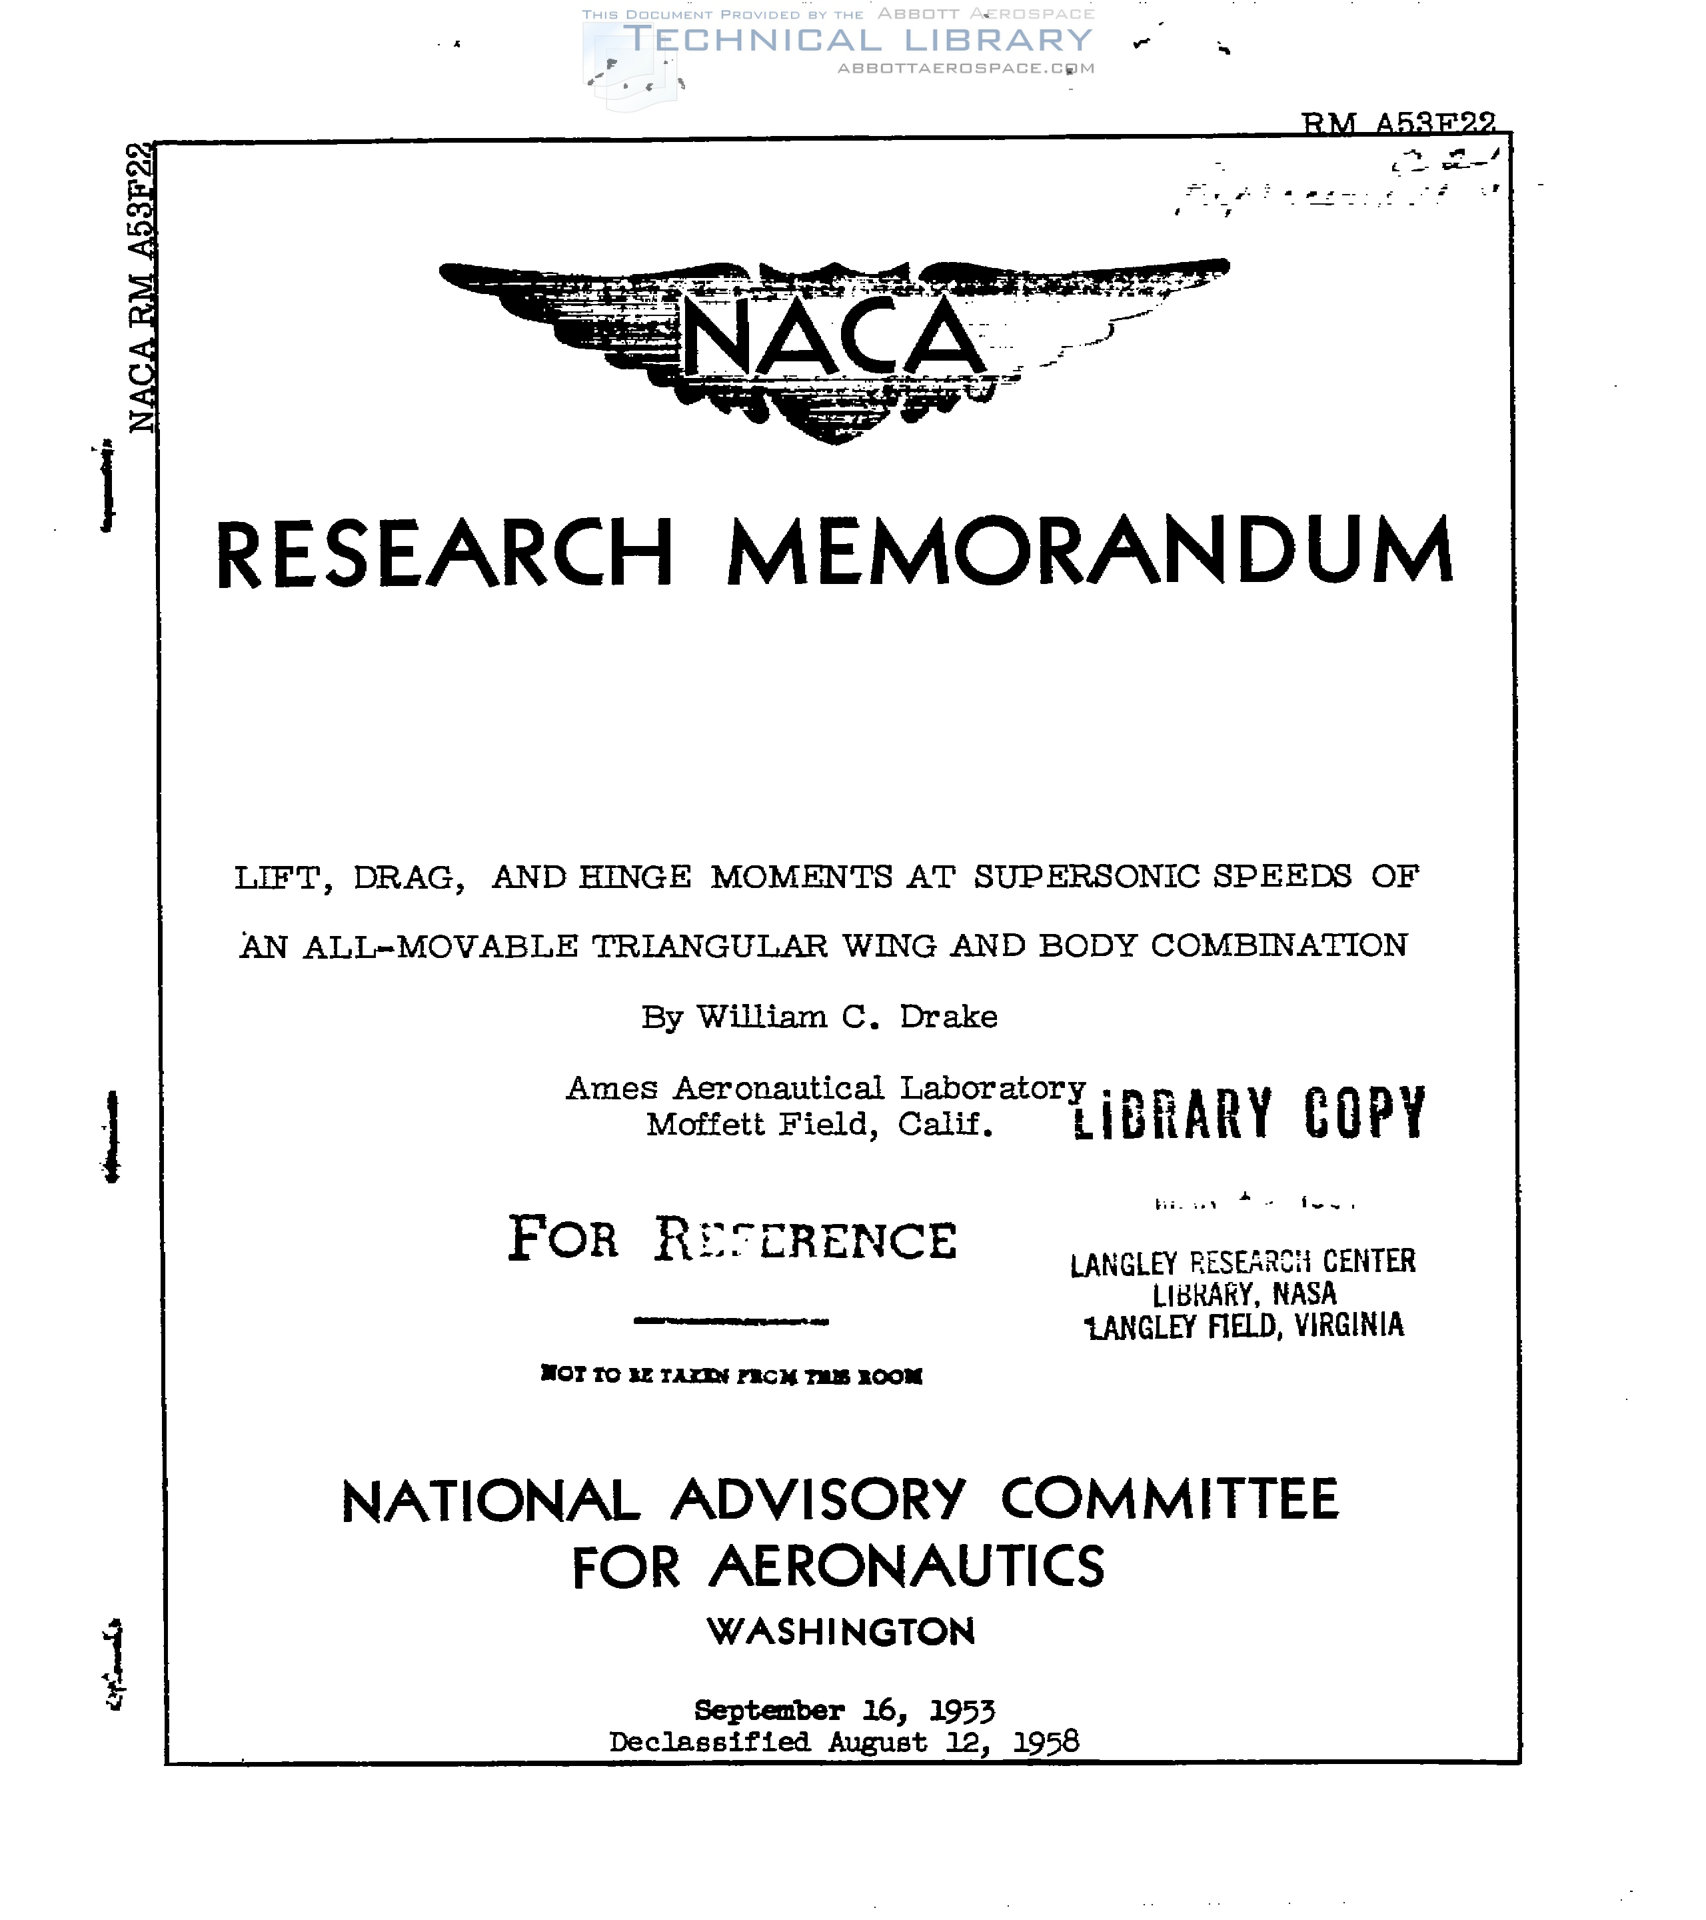 THIS DOCUMENT PROVIDED BY THE ABBOTT AEROSPACE
TECHNICAL LIBRARY
ABBOTTAEROSPACE.COM
RM A53F22
NACA RM A53F22
NACA
RESEARCH MEMORANDUM
LIFT, DRAG, AND HINGE MOMENTS AT SUPERSONIC SPEEDS OF
AN ALL-MOVABLE TRIANGULAR WING AND BODY COMBINATION
By William C. Drake
Ames Aeronautical Laboratory
Moffett Field, Calif.
LIBRARY COPY
FOR REFERENCE
LANGLEY RESEARCH CENTER
LIBRARY, NASA
LANGLEY FIELD, VIRGINIA
NOT TO BE TAKEN FROM THIS ROOM
NATIONAL ADVISORY COMMITTEE
FOR AERONAUTICS
WASHINGTON
September 16, 1953
Declassified August 12, 1958